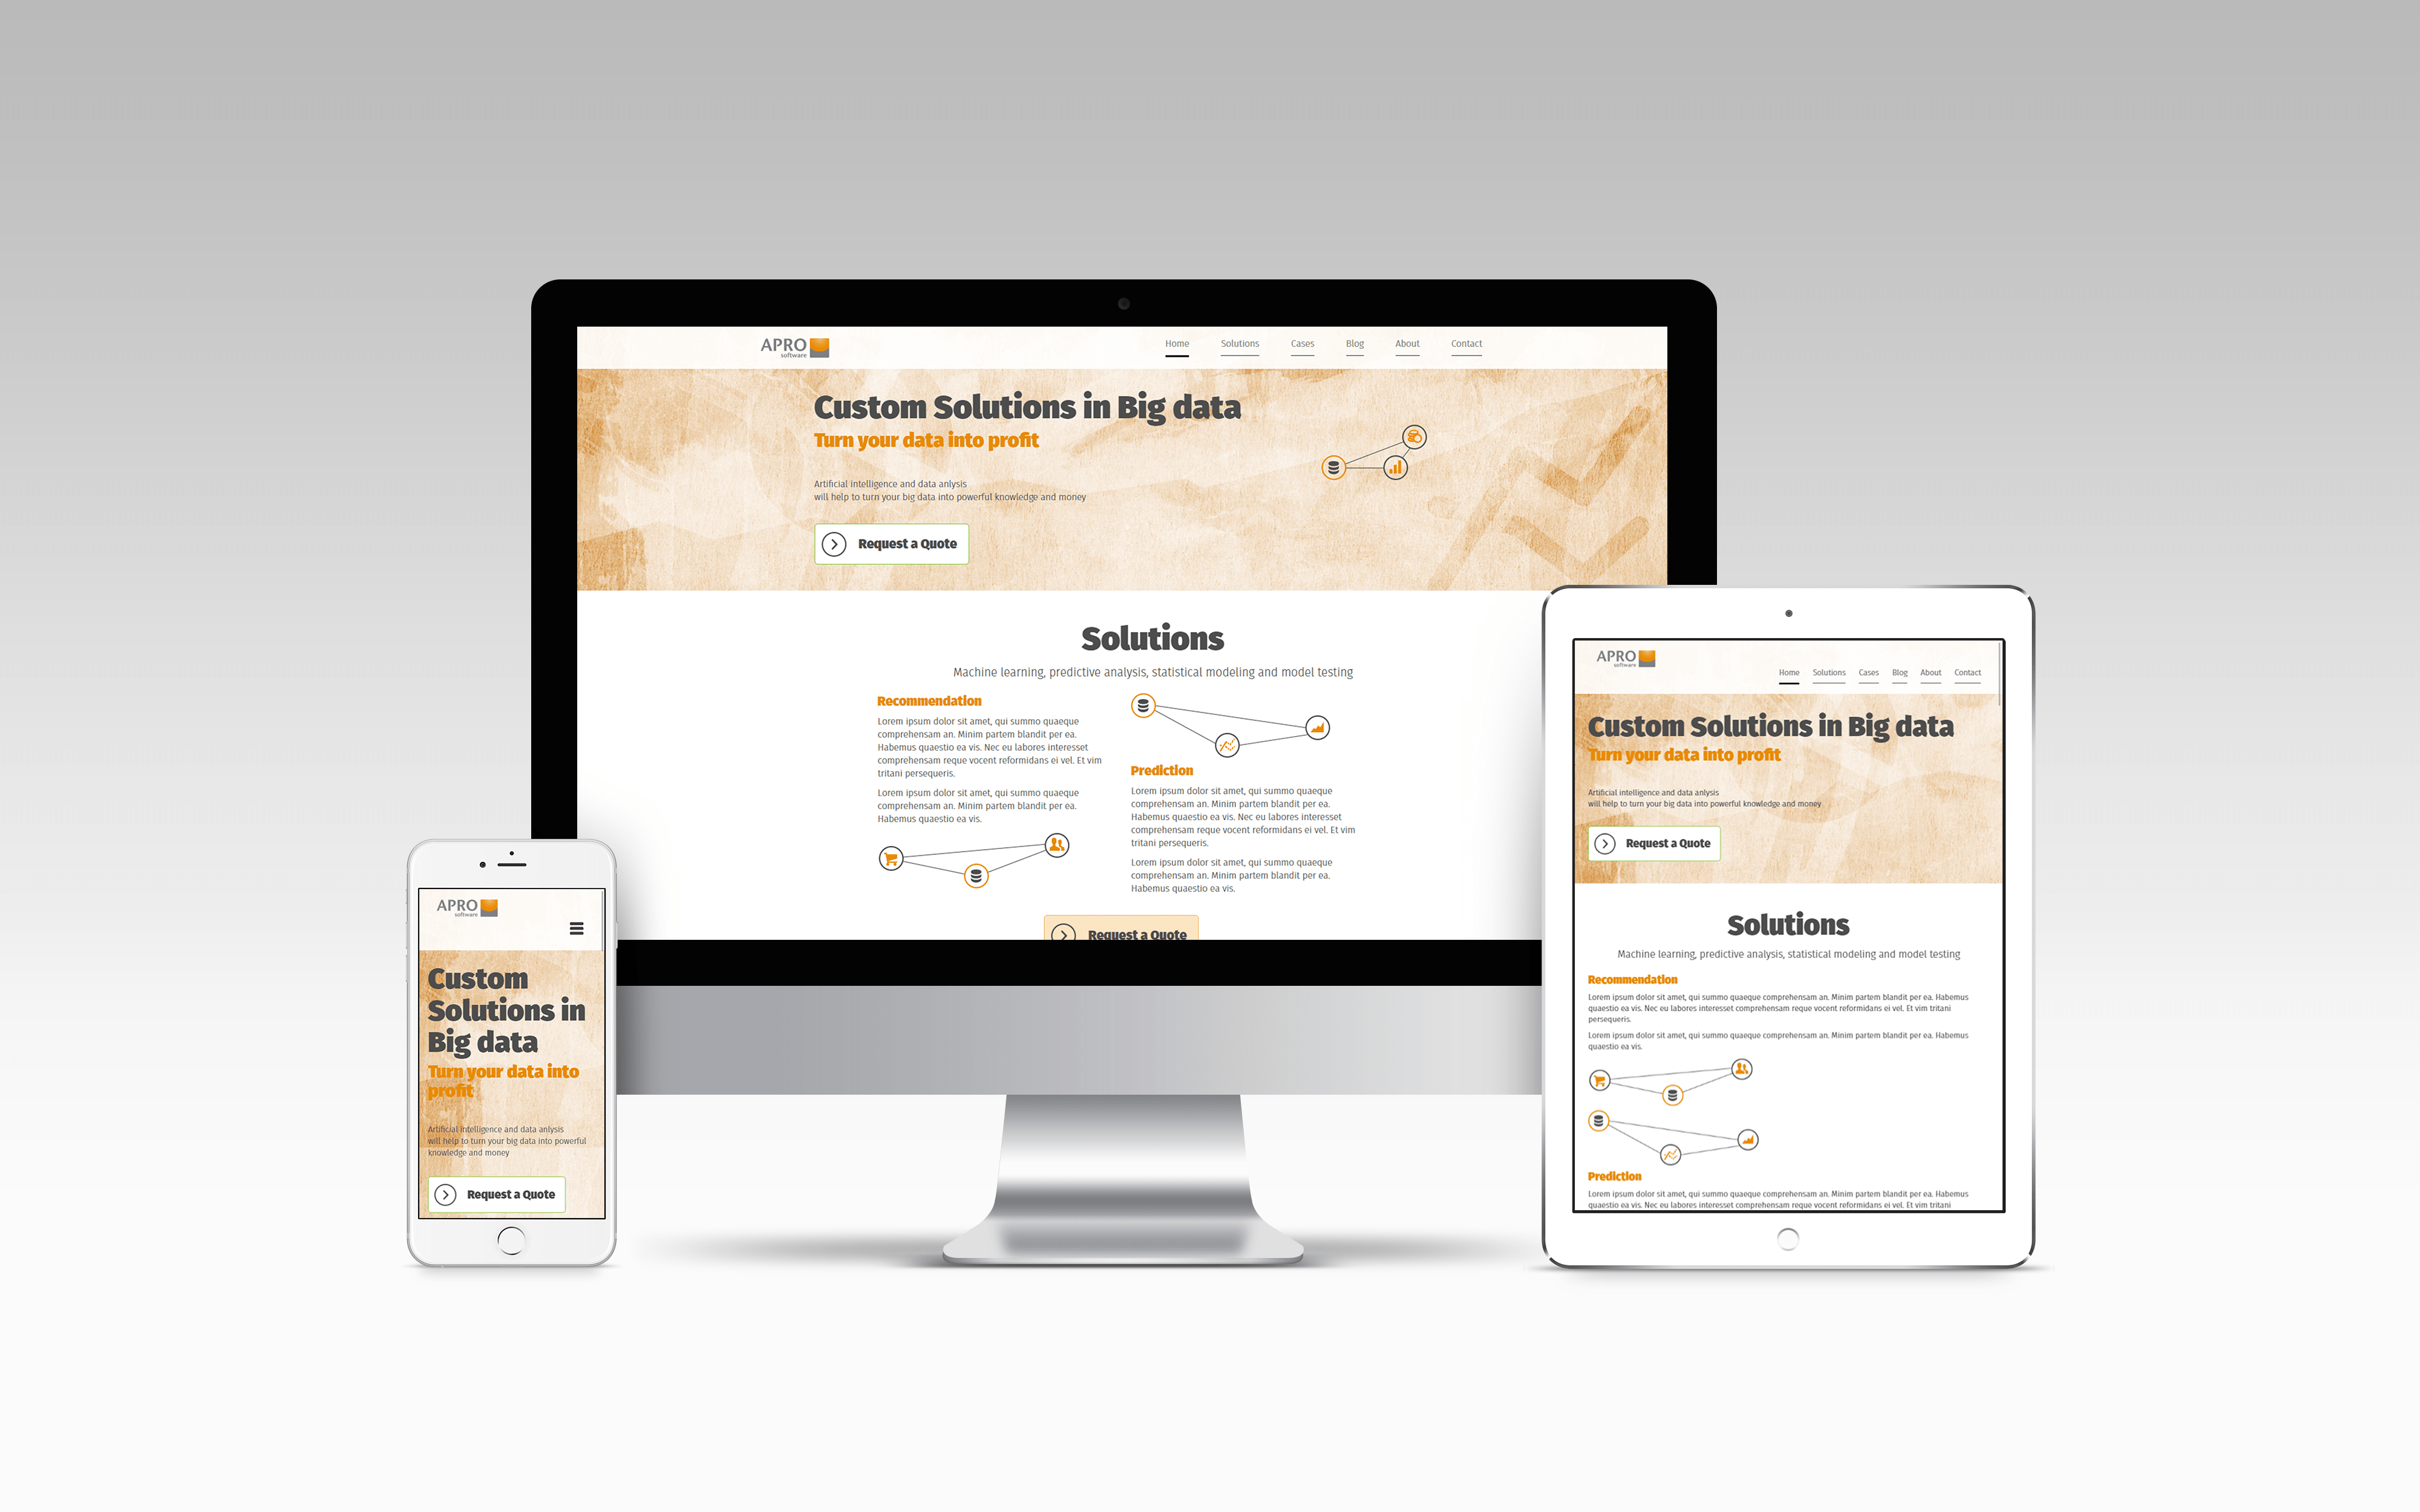 APRO
software
Home Solutions Cases Blog About Contact
Custom Solutions in Big data
Turn your data into profit
Artificial intelligence and data anlysis
will help to turn your big data into powerful knowledge and money
Request a Quote
Solutions
Machine learning, predictive analysis, statistical modeling and model testing
Recommendation
Lorem ipsum dolor sit amet, qui summo quaeque
comprehensam an. Minim partem blandit per ea.
Habemus quaestio ea vis. Nec eu labores interesset
comprehensam reque vocent reformidans ei vel. Et vim
tritani persequeris.
Lorem ipsum dolor sit amet, qui summo quaeque
comprehensam an. Minim partem blandit per ea.
Habemus quaestio ea vis.
Prediction
Lorem ipsum dolor sit amet, qui summo quaeque
comprehensam an. Minim partem blandit per ea.
Habemus quaestio ea vis. Nec eu labores interesset
comprehensam reque vocent reformidans ei vel. Et vim
tritani persequeris.
Lorem ipsum dolor sit amet, qui summo quaeque
comprehensam an. Minim partem blandit per ea.
Habemus quaestio ea vis.
Request a Quote
APRO
software
Custom
Solutions in
Big data
Turn your data into
profit
Artificial intelligence and data anlysis
will help to turn your big data into powerful
knowledge and money
Request a Quote
APRO
software
Home Solutions Cases Blog About Contact
Custom Solutions in Big data
Turn your data into profit
Artificial intelligence and data anlysis
will help to turn your big data into powerful knowledge and money
Request a Quote
Solutions
Machine learning, predictive analysis, statistical modeling and model testing
Recommendation
Lorem ipsum dolor sit amet, qui summo quaeque comprehensam an. Minim partem blandit per ea. Habemus
quaestio ea vis. Nec eu labores interesset comprehensam reque vocent reformidans ei vel. Et vim tritani
persequeris.
Lorem ipsum dolor sit amet, qui summo quaeque comprehensam an. Minim partem blandit per ea. Habemus
quaestio ea vis.
Prediction
Lorem ipsum dolor sit amet, qui summo quaeque comprehensam an. Minim partem blandit per ea. Habemus
quaestio ea vis. Nec eu labores interesset comprehensam reque vocent reformidans ei vel. Et vim tritani